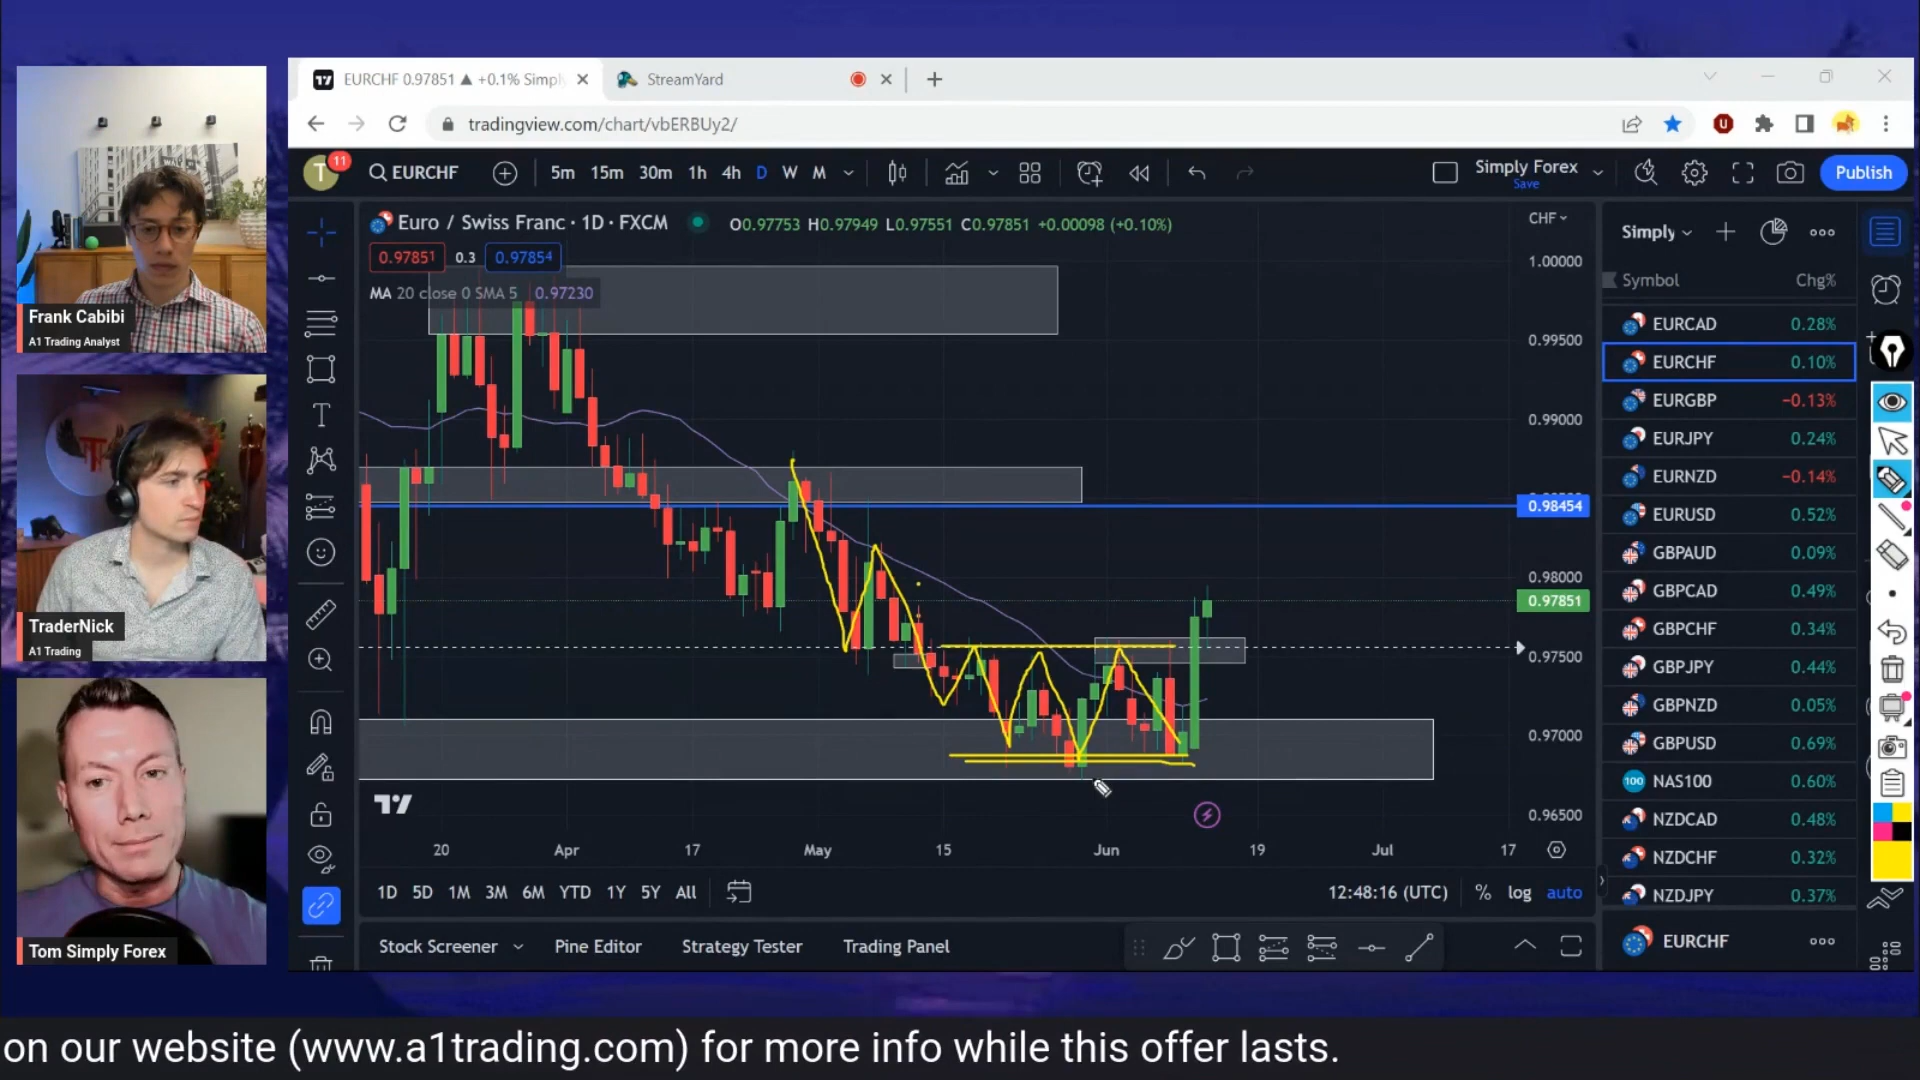 EURCHF 0.97851 ▲ +0.1% Simply
StreamYard
tradingview.com/chart/vbERBUy2/
T 11
EURCHF
5m 15m 30m 1h 4h D W M
Simply Forex
Save
Publish
Euro / Swiss Franc · 1D · FXCM
O0.97753 H0.97949 L0.97551 C0.97851 +0.00098 (+0.10%)
0.97851 0.3 0.97854
MA 20 close 0 SMA 5 0.97230
CHF
1.00000
0.99500
0.99000
0.98454
0.98000
0.97851
0.97500
0.97000
0.96500
20 Apr 17 May 15 Jun 19 Jul 17
1D 5D 1M 3M 6M YTD 1Y 5Y All
12:48:16 (UTC) % log auto
Stock Screener Pine Editor Strategy Tester Trading Panel
Simply
Symbol Chg%
EURCAD 0.28%
EURCHF 0.10%
EURGBP −0.13%
EURJPY 0.24%
EURNZD −0.14%
EURUSD 0.52%
GBPAUD 0.09%
GBPCAD 0.49%
GBPCHF 0.34%
GBPJPY 0.44%
GBPNZD 0.05%
GBPUSD 0.69%
100 NAS100 0.60%
NZDCAD 0.48%
NZDCHF 0.32%
NZDJPY 0.37%
EURCHF
Frank Cabibi
A1 Trading Analyst
TraderNick
A1 Trading
Tom Simply Forex
on our website (www.a1trading.com) for more info while this offer lasts.